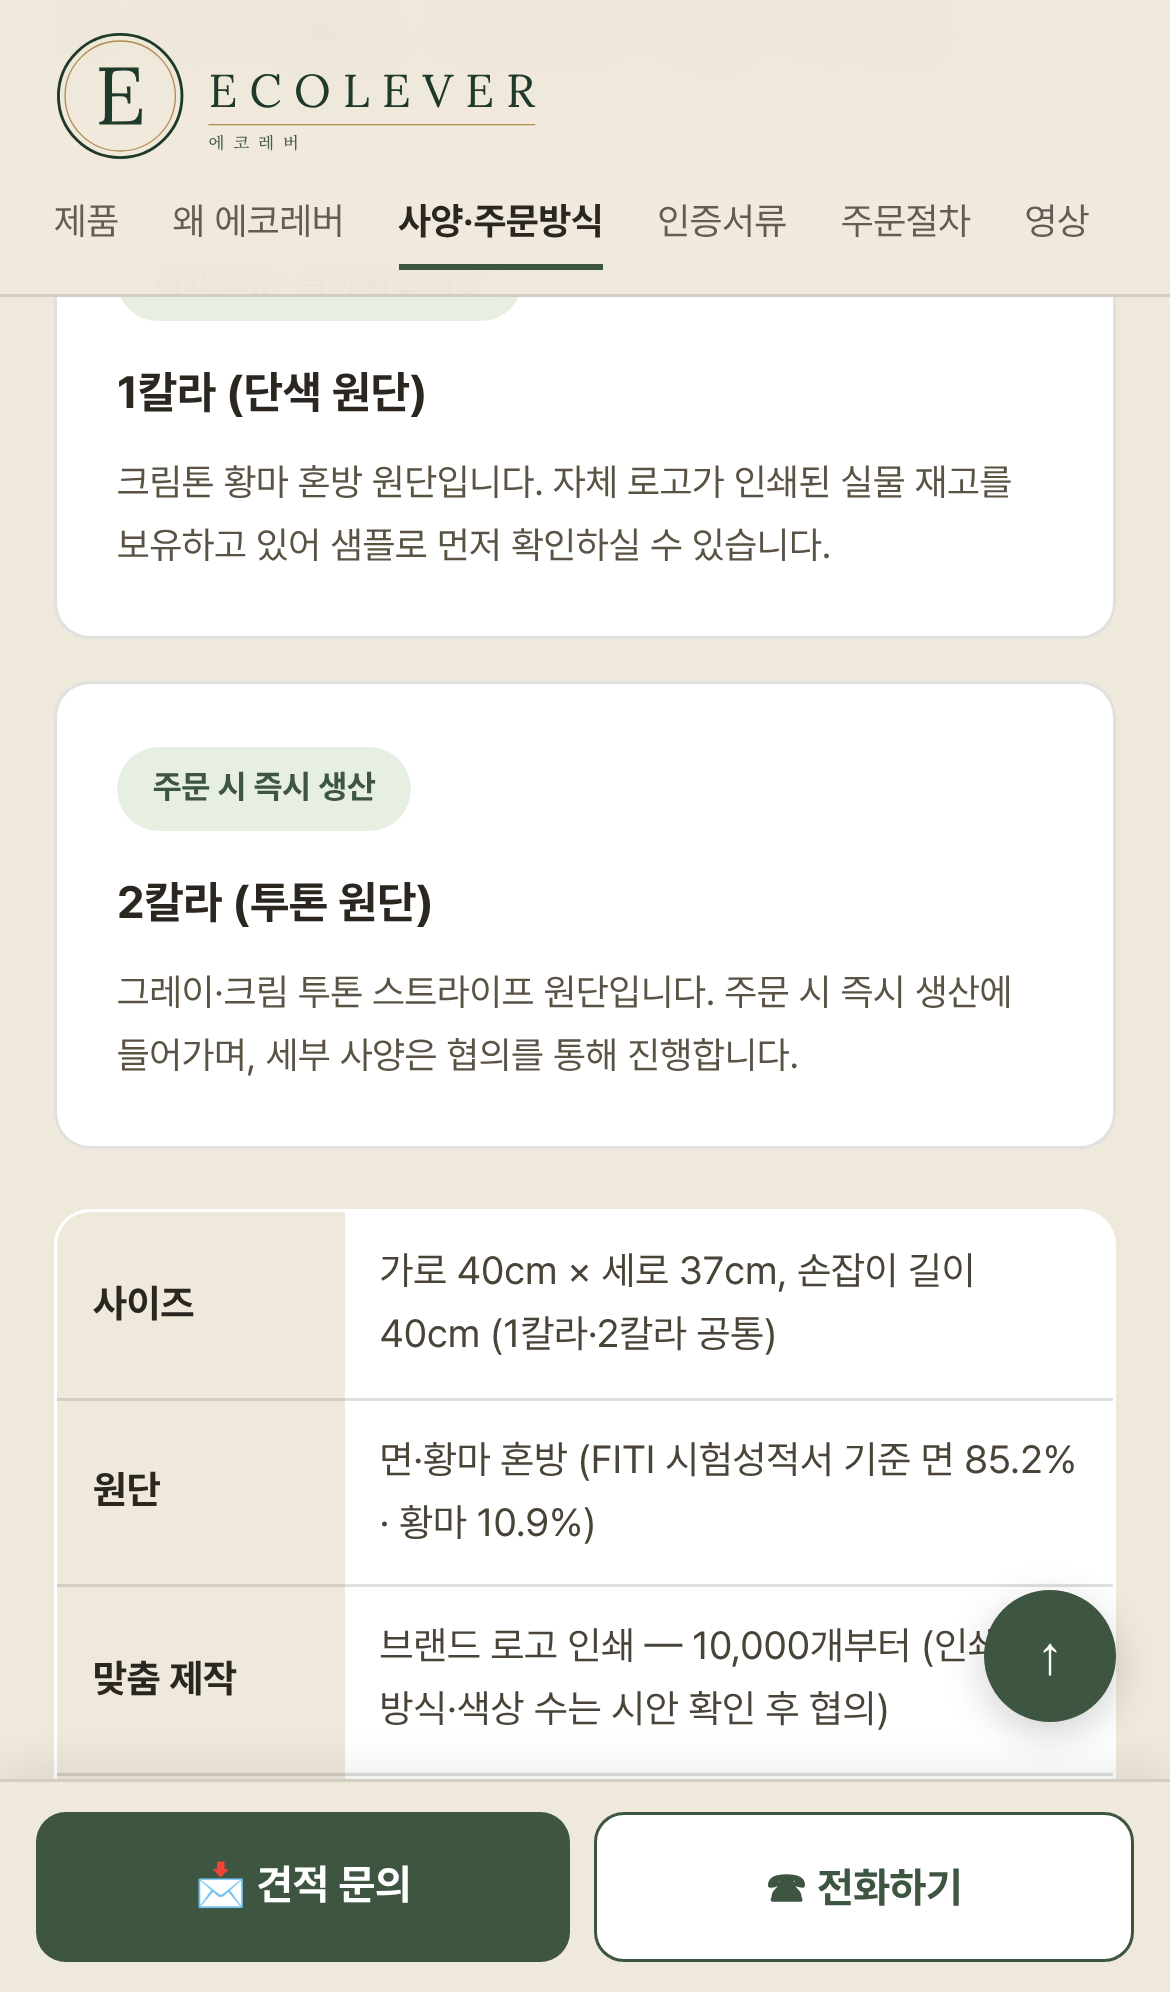 E
ECOLEVER
에코레버
제품 왜 에코레버 사양·주문방식 인증서류 주문절차 영상
1칼라 (단색 원단)
크림톤 황마 혼방 원단입니다. 자체 로고가 인쇄된 실물 재고를
보유하고 있어 샘플로 먼저 확인하실 수 있습니다.
주문 시 즉시 생산
2칼라 (투톤 원단)
그레이·크림 투톤 스트라이프 원단입니다. 주문 시 즉시 생산에
들어가며, 세부 사양은 협의를 통해 진행합니다.
사이즈
가로 40cm × 세로 37cm, 손잡이 길이
40cm (1칼라·2칼라 공통)
원단
면·황마 혼방 (FITI 시험성적서 기준 면 85.2%
· 황마 10.9%)
맞춤 제작
브랜드 로고 인쇄 — 10,000개부터 (인쇄
방식·색상 수는 시안 확인 후 협의)
↑
📩 견적 문의
☎ 전화하기